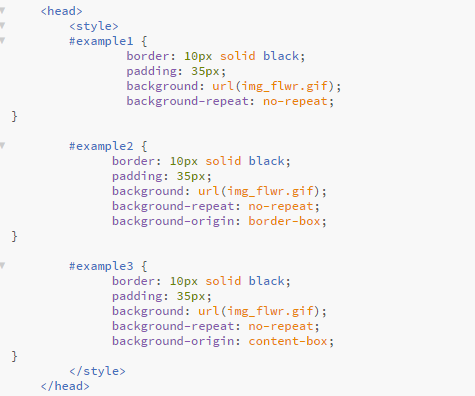 <head>
<style>
#example1 {
border: 10px solid black;
padding: 35px;
background: url(img_flwr.gif);
background-repeat: no-repeat;
}
#example2 {
border: 10px solid black;
padding: 35px;
background: url(img_flwr.gif);
background-repeat: no-repeat;
background-origin: border-box;
}
#example3 {
border: 10px solid black;
padding: 35px;
background: url(img_flwr.gif);
background-repeat: no-repeat;
background-origin: content-box;
}
</style>
</head>